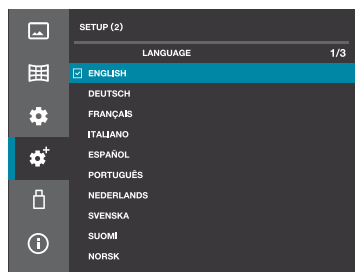 SETUP (2)
LANGUAGE 1/3
ENGLISH
DEUTSCH
FRANÇAIS
ITALIANO
ESPAÑOL
PORTUGUÊS
NEDERLANDS
SVENSKA
SUOMI
NORSK